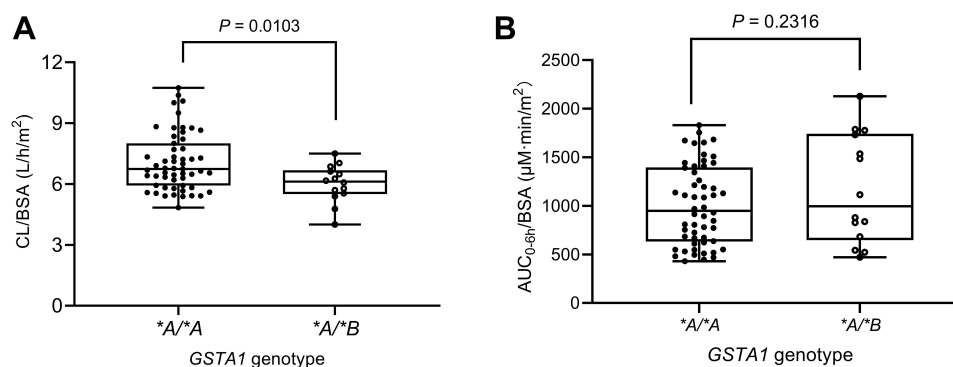 A
P = 0.0103
CL/BSA (L/h/m²)
12
9
6
3
0
*A/*A
*A/*B
GSTA1 genotype
B
P = 0.2316
AUC₀₋₆ₕ/BSA (µM·min/m²)
2500
2000
1500
1000
500
0
*A/*A
*A/*B
GSTA1 genotype